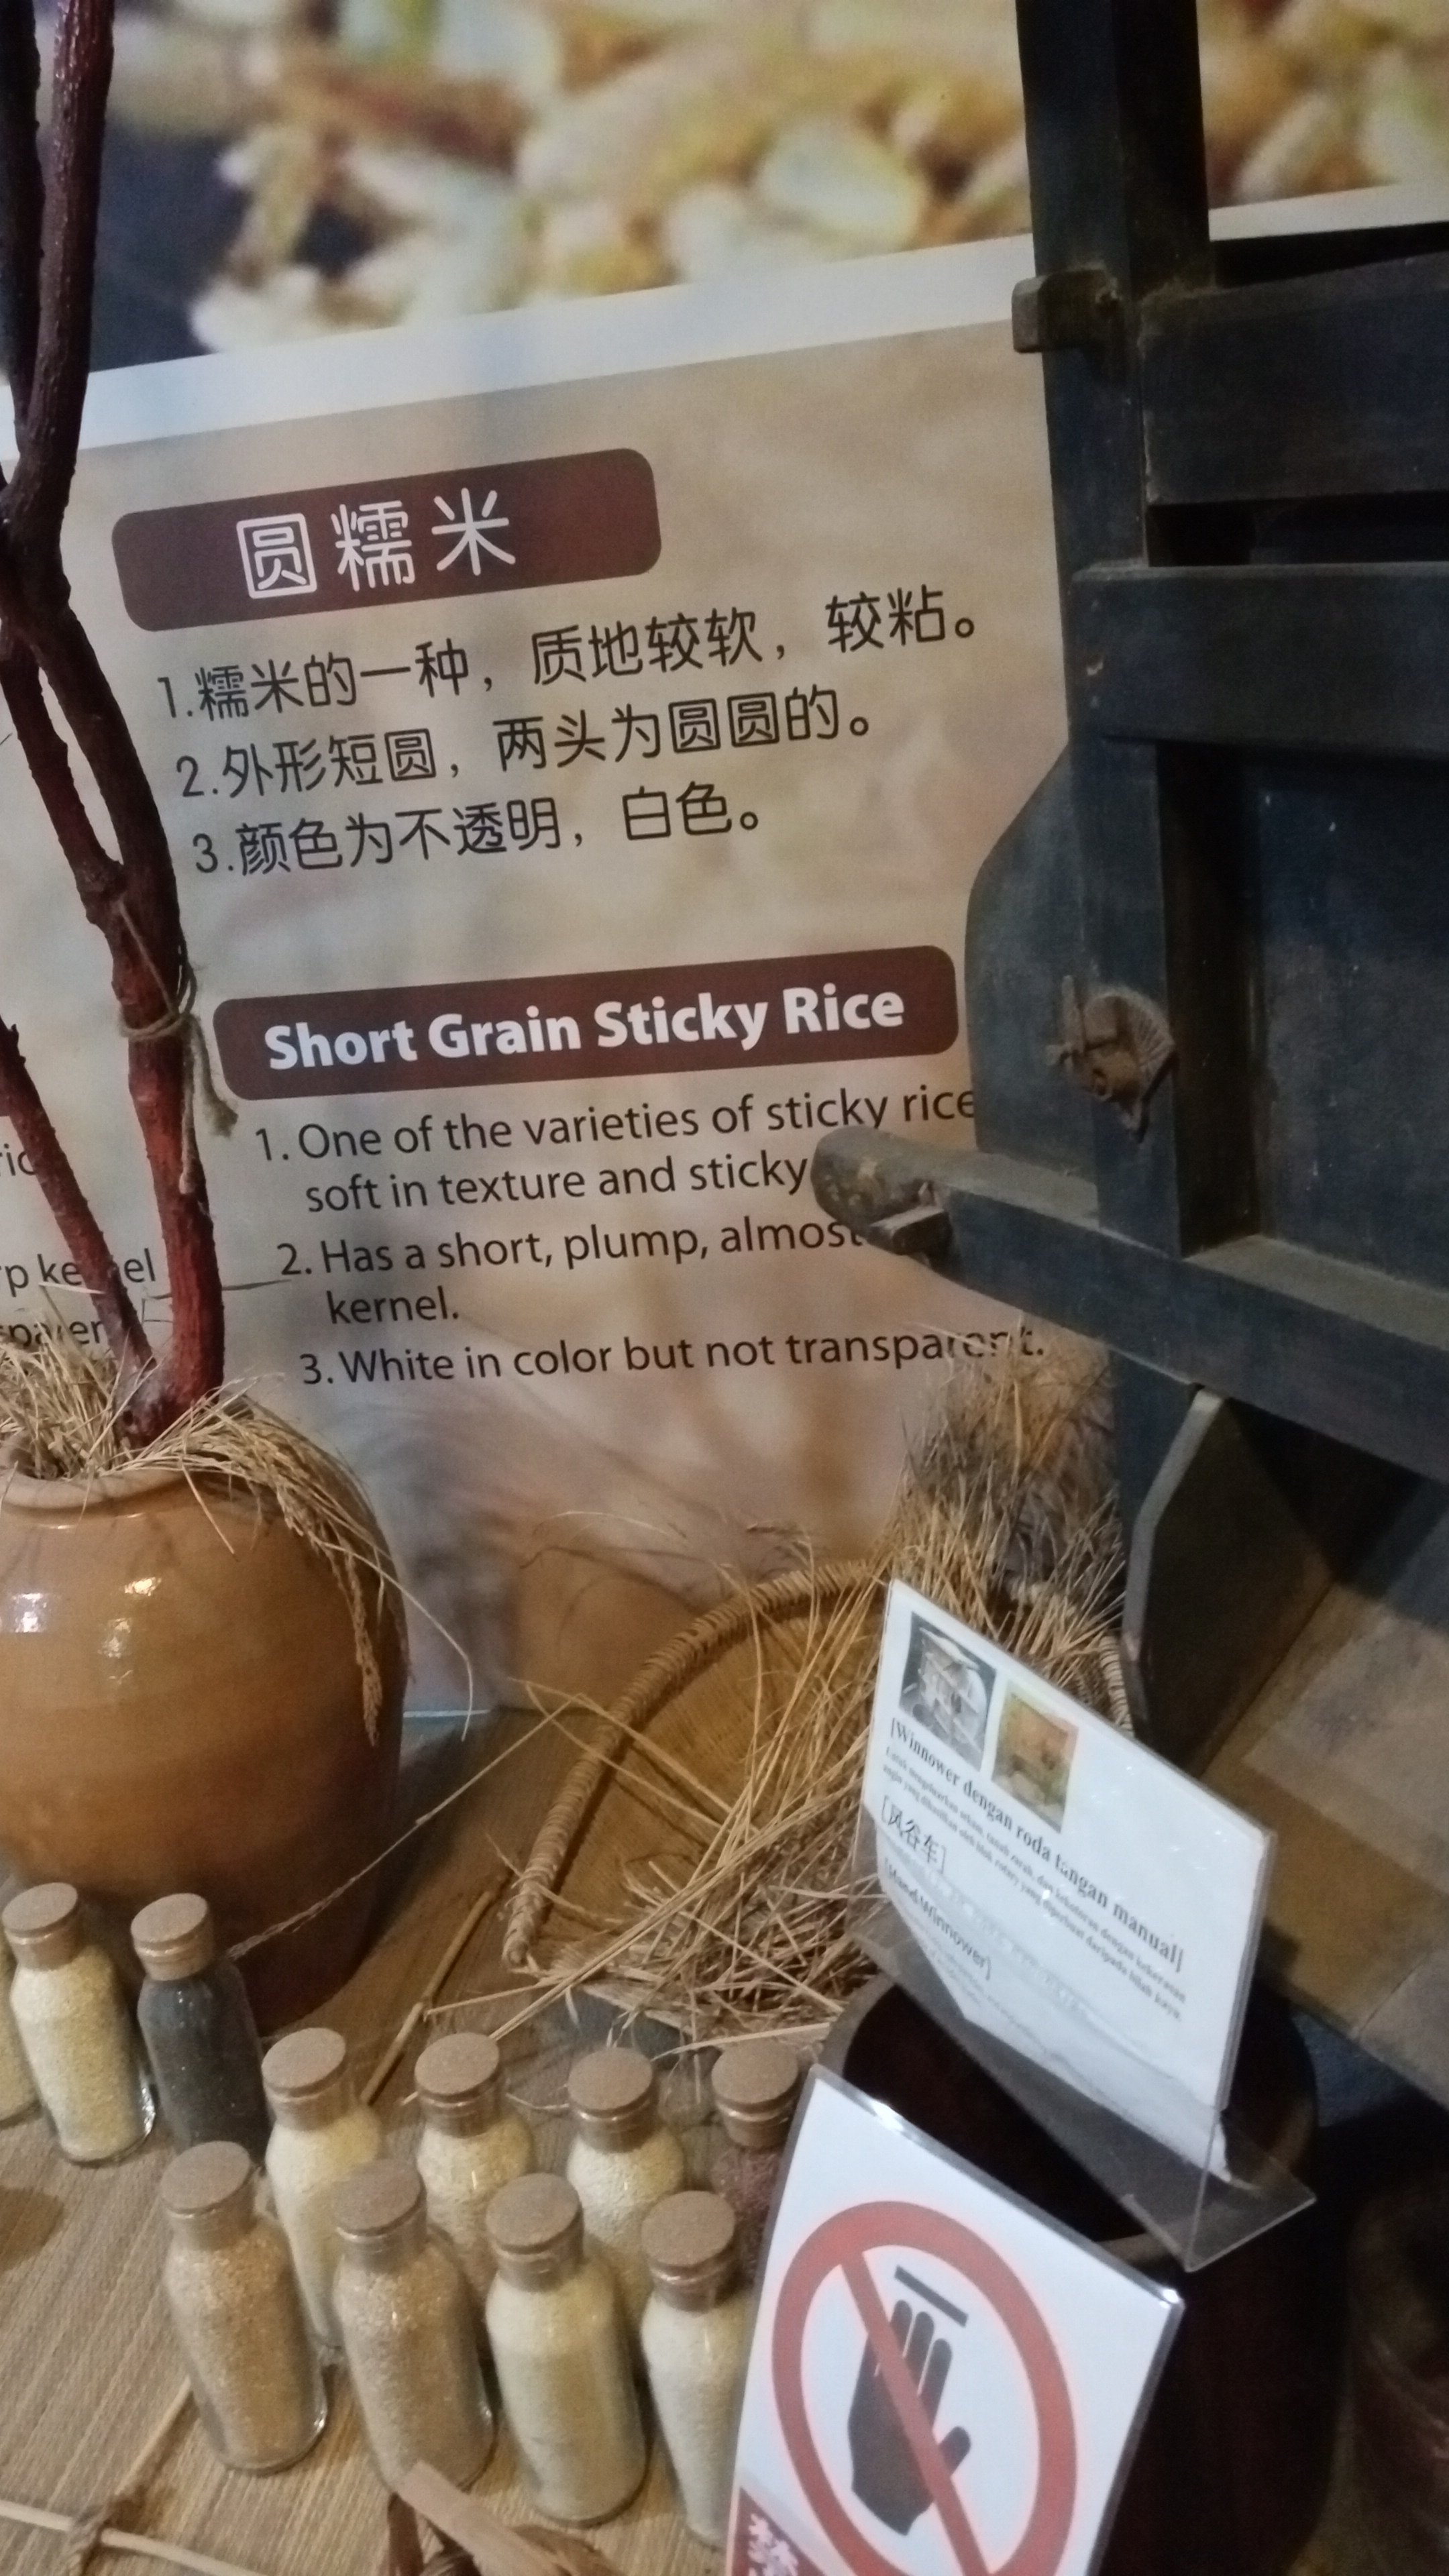 圆糯米
1.糯米的一种，质地较软，较粘。
2.外形短圆，两头为圆圆的。
3.颜色为不透明，白色。
Short Grain Sticky Rice
1. One of the varieties of sticky rice
soft in texture and sticky
2. Has a short, plump, almost
kernel.
3. White in color but not transparent.
[Winnower dengan roda tangan manual]
[风谷车]
[Hand Winnower]